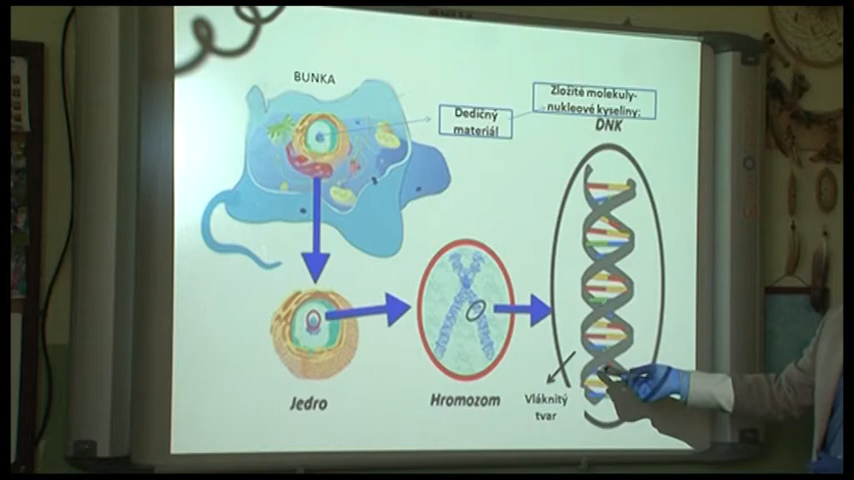 BUNKA
Dedičný
materiál
Zložité molekuly-
nukleové kyseliny:
DNK
Jedro
Hromozom
Vláknitý
tvar